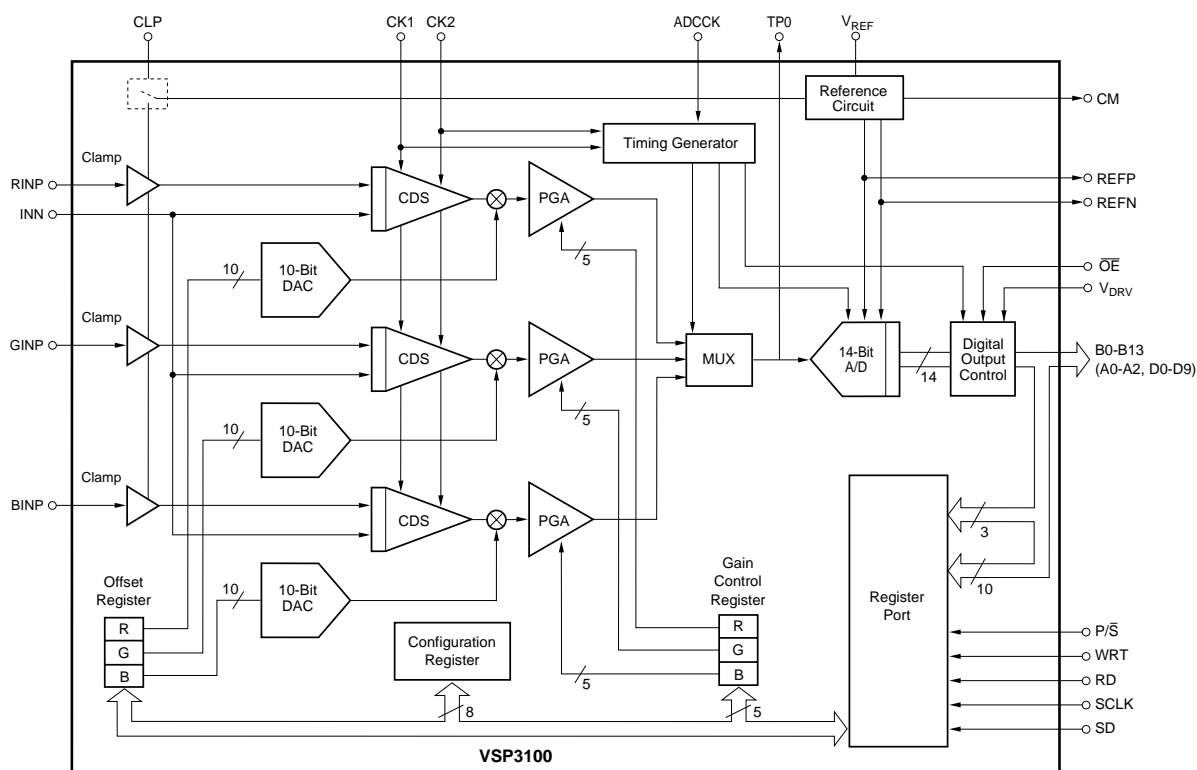 CLP
CK1
CK2
ADCCK
TP0
VREF
Reference
Circuit
CM
Timing Generator
Clamp
RINP
CDS
PGA
REFP
INN
REFN
5
10
10-Bit
DAC
OE
VDRV
Clamp
GINP
CDS
PGA
MUX
14-Bit
A/D
14
Digital
Output
Control
B0-B13
(A0-A2, D0-D9)
5
10
10-Bit
DAC
Clamp
BINP
CDS
PGA
3
10
Offset
Register
10
10-Bit
DAC
Gain
Control
Register
Register
Port
R
G
B
Configuration
Register
R
G
B
5
P/S
WRT
RD
SCLK
SD
8
5
VSP3100